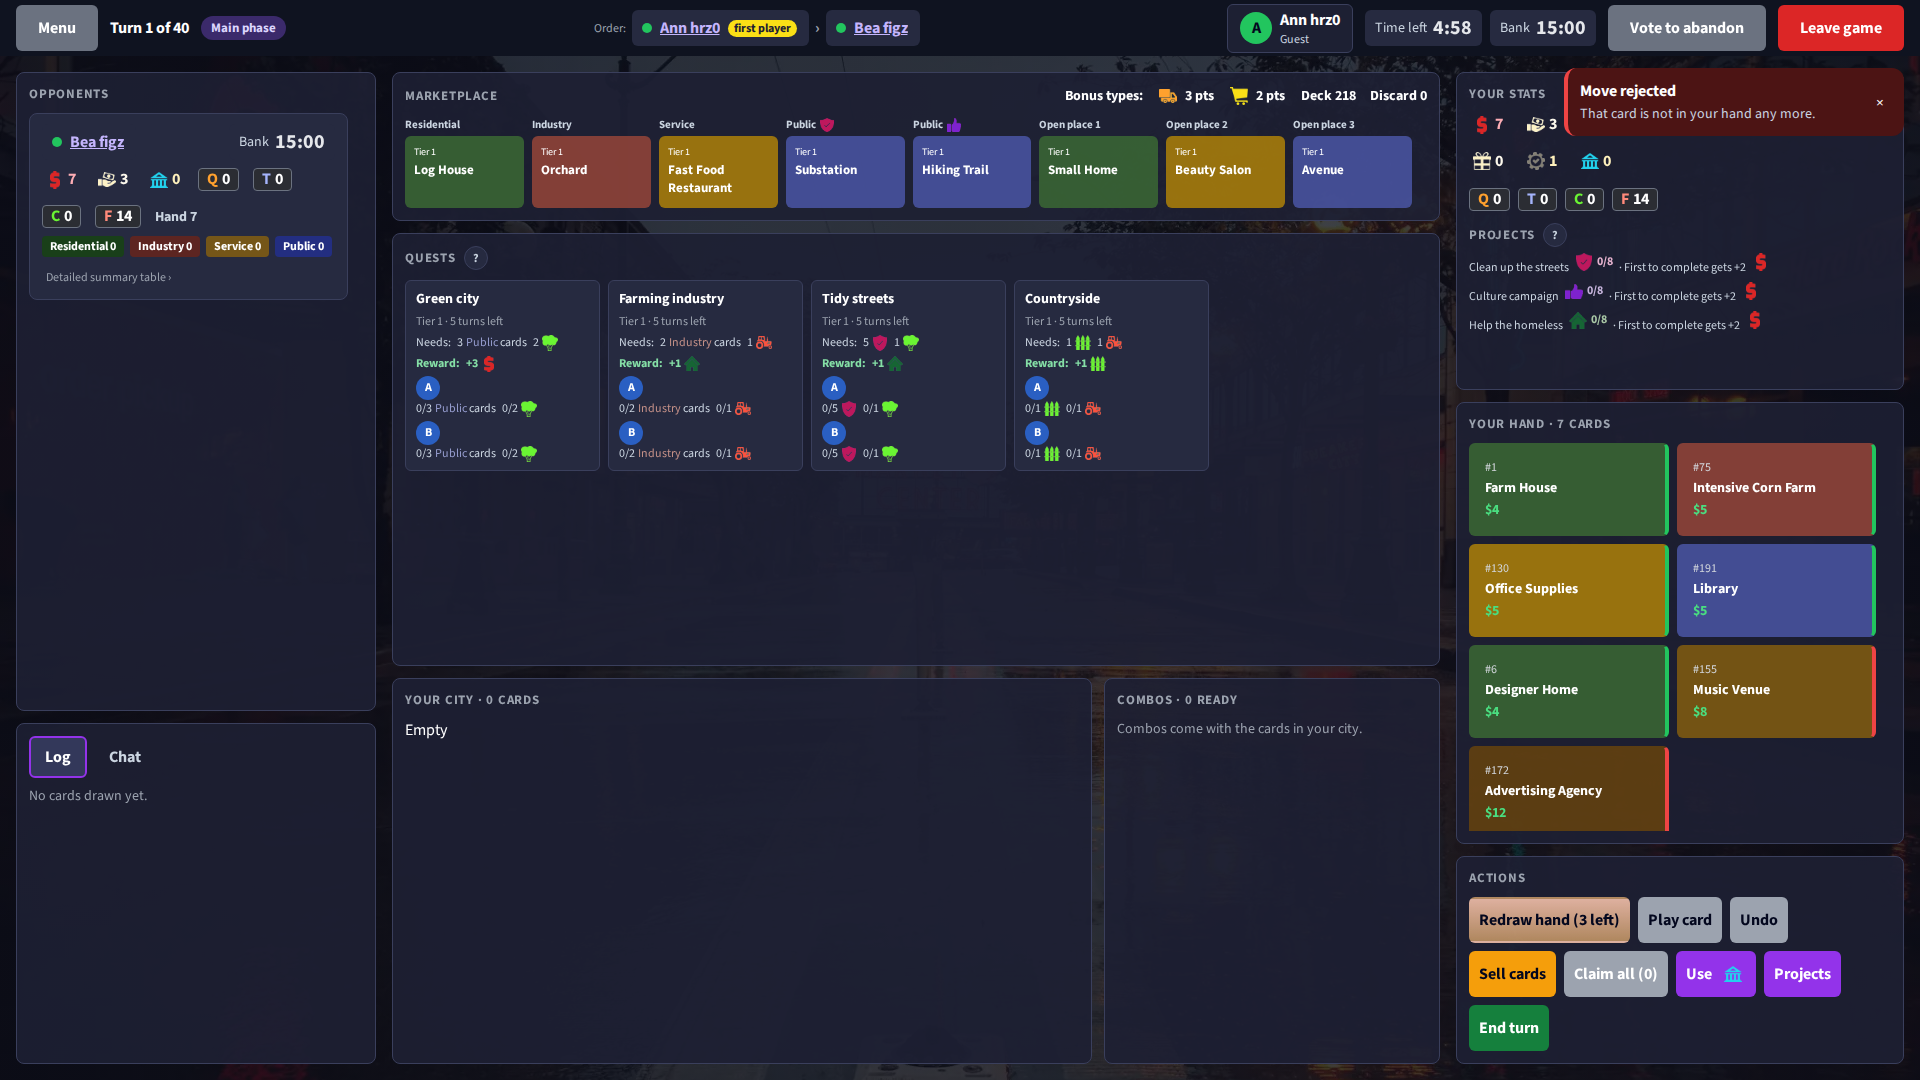 Menu
Turn 1 of 40
Main phase
Order:
Ann hrz0
first player
›
Bea figz
A
Ann hrz0
Guest
Time left 4:58
Bank 15:00
Vote to abandon
Leave game
OPPONENTS
Bea figz
Bank 15:00
7
3
0
Q 0
T 0
C 0
F 14
Hand 7
Residential 0
Industry 0
Service 0
Public 0
Detailed summary table ›
Log
Chat
No cards drawn yet.
MARKETPLACE
Bonus types:
3 pts
2 pts
Deck 218
Discard 0
Residential
Tier 1
Log House
Industry
Tier 1
Orchard
Service
Tier 1
Fast Food
Restaurant
Public
Tier 1
Substation
Public
Tier 1
Hiking Trail
Open place 1
Tier 1
Small Home
Open place 2
Tier 1
Beauty Salon
Open place 3
Tier 1
Avenue
QUESTS
?
Green city
Tier 1 · 5 turns left
Needs: 3 Public cards 2
Reward: +3
A
0/3 Public cards 0/2
B
0/3 Public cards 0/2
Farming industry
Tier 1 · 5 turns left
Needs: 2 Industry cards 1
Reward: +1
A
0/2 Industry cards 0/1
B
0/2 Industry cards 0/1
Tidy streets
Tier 1 · 5 turns left
Needs: 5 1
Reward: +1
A
0/5 0/1
B
0/5 0/1
Countryside
Tier 1 · 5 turns left
Needs: 1 1
Reward: +1
A
0/1 0/1
B
0/1 0/1
YOUR CITY · 0 CARDS
Empty
COMBOS · 0 READY
Combos come with the cards in your city.
YOUR STATS
7
3
Move rejected
That card is not in your hand any more.
×
0
1
0
Q 0
T 0
C 0
F 14
PROJECTS
?
Clean up the streets 0/8 · First to complete gets +2
Culture campaign 0/8 · First to complete gets +2
Help the homeless 0/8 · First to complete gets +2
YOUR HAND · 7 CARDS
#1
Farm House
$4
#75
Intensive Corn Farm
$5
#130
Office Supplies
$5
#191
Library
$5
#6
Designer Home
$4
#155
Music Venue
$8
#172
Advertising Agency
$12
ACTIONS
Redraw hand (3 left)
Play card
Undo
Sell cards
Claim all (0)
Use
Projects
End turn